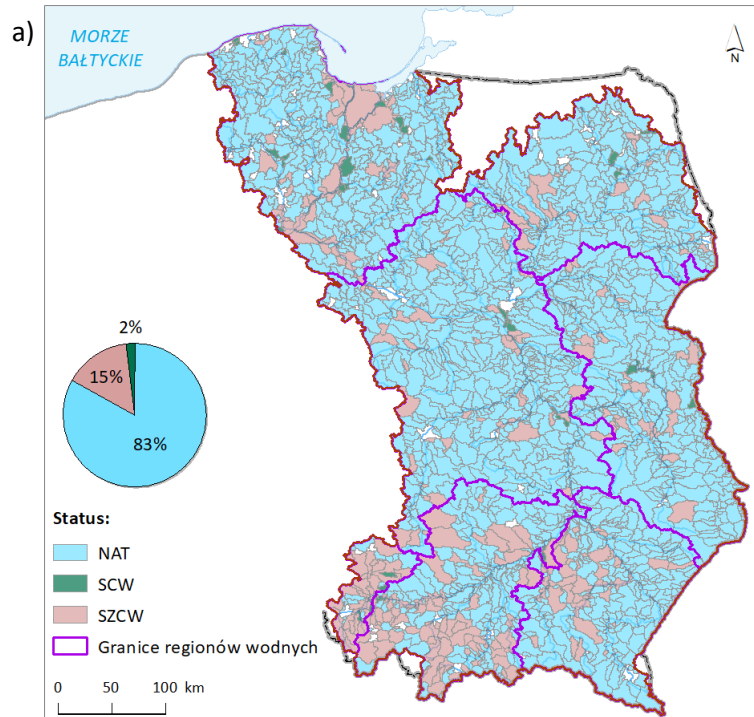 a)
MORZE
BAŁTYCKIE
N
2%
15%
83%
Status:
NAT
SCW
SZCW
Granice regionów wodnych
0 50 100 km